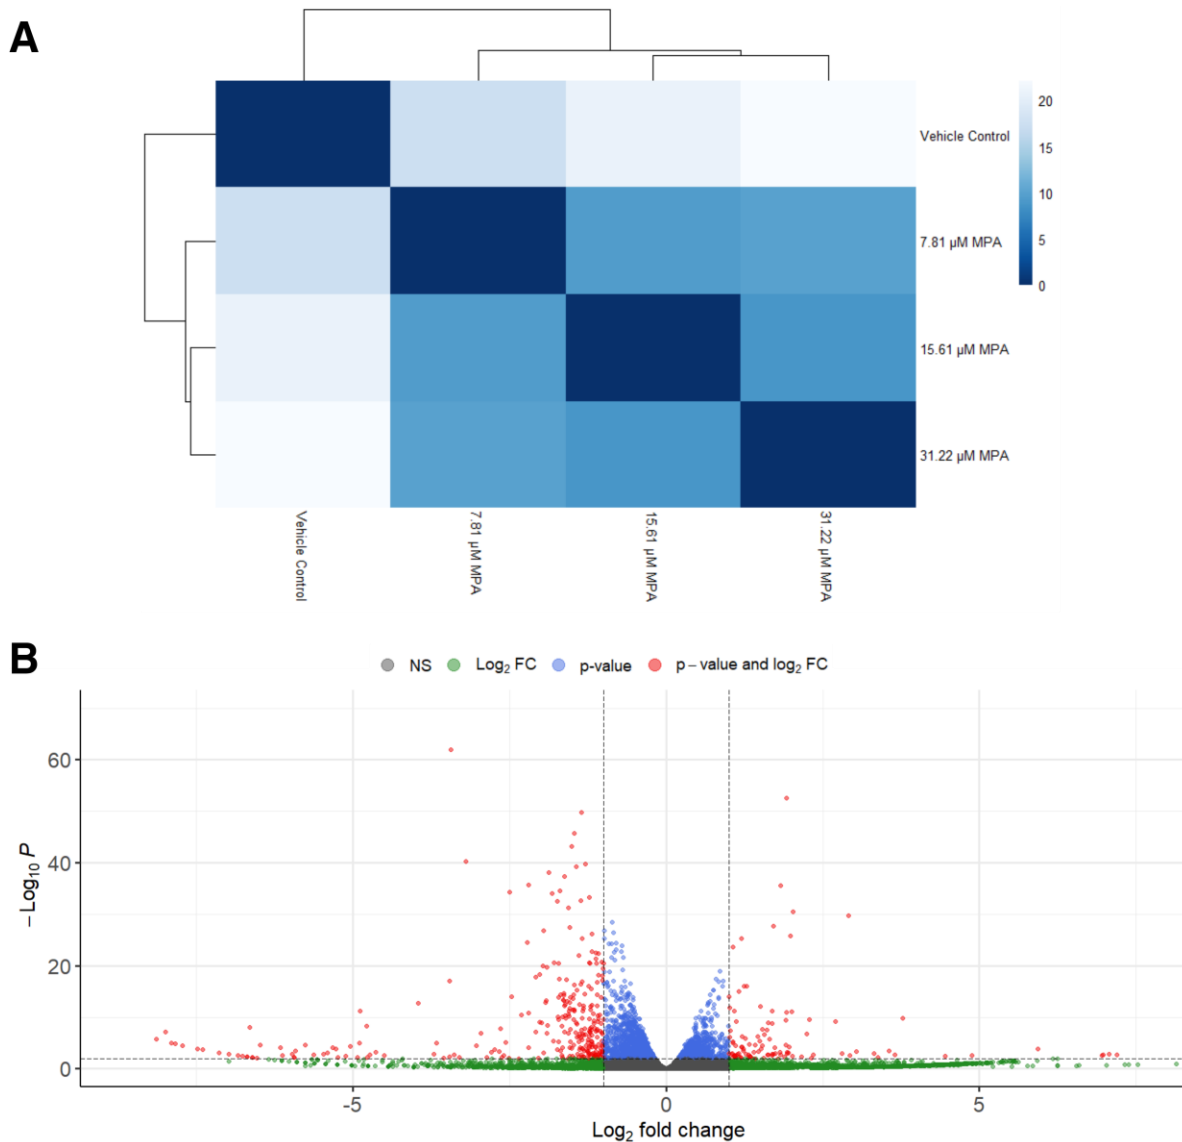 A
20
15
10
5
0
Vehicle Control
7.81 µM MPA
15.61 µM MPA
31.22 µM MPA
Vehicle Control
7.81 µM MPA
15.61 µM MPA
31.22 µM MPA
B
NS Log₂ FC p-value p – value and log₂ FC
60
40
20
0
−Log₁₀ P
-5 0 5
Log₂ fold change